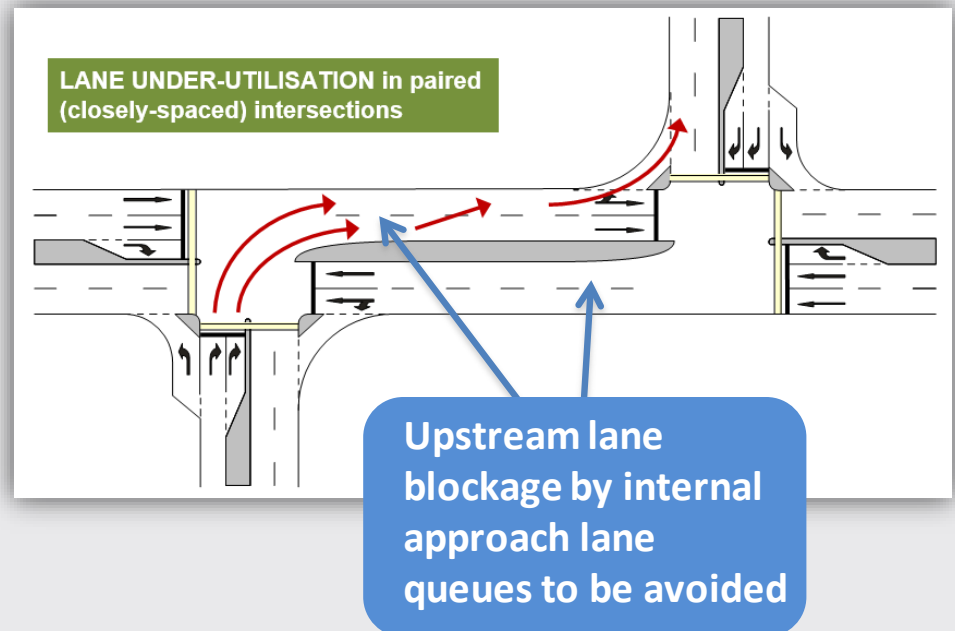 LANE UNDER-UTILISATION in paired
(closely-spaced) intersections
Upstream lane
blockage by internal
approach lane
queues to be avoided